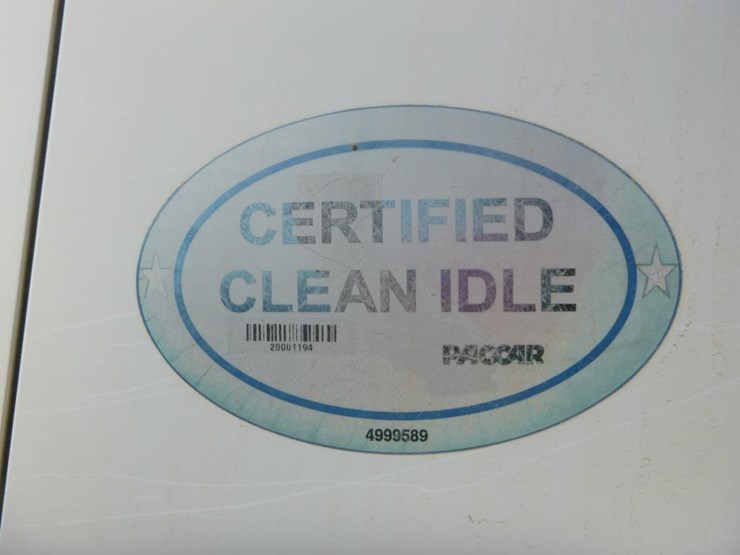 CERTIFIED
CLEAN IDLE
20001194
PACCAR
4999589